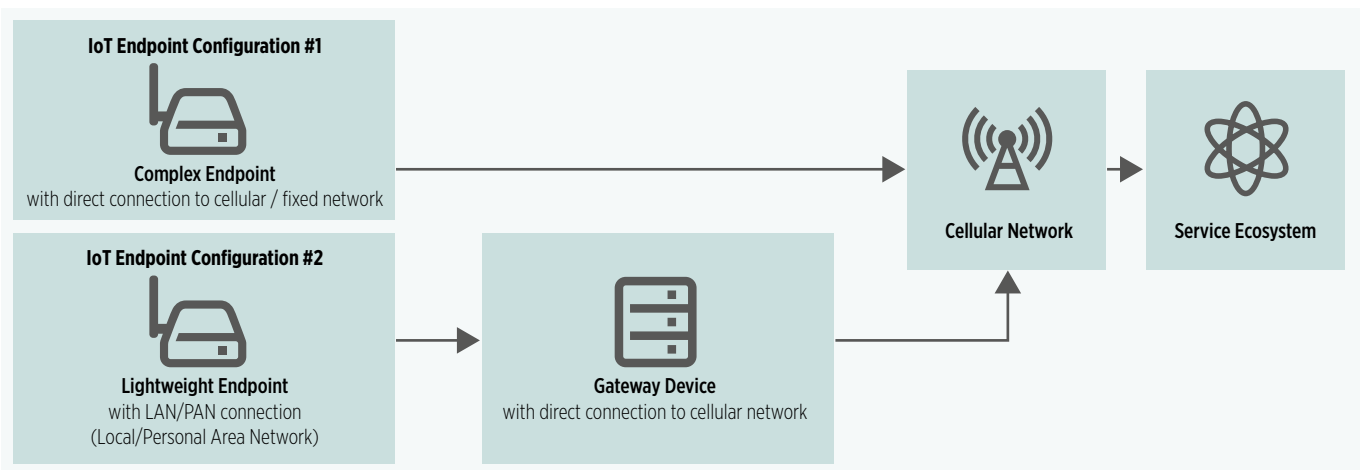 IoT Endpoint Configuration #1
Complex Endpoint
with direct connection to cellular / fixed network
IoT Endpoint Configuration #2
Lightweight Endpoint
with LAN/PAN connection
(Local/Personal Area Network)
Gateway Device
with direct connection to cellular network
Cellular Network
Service Ecosystem